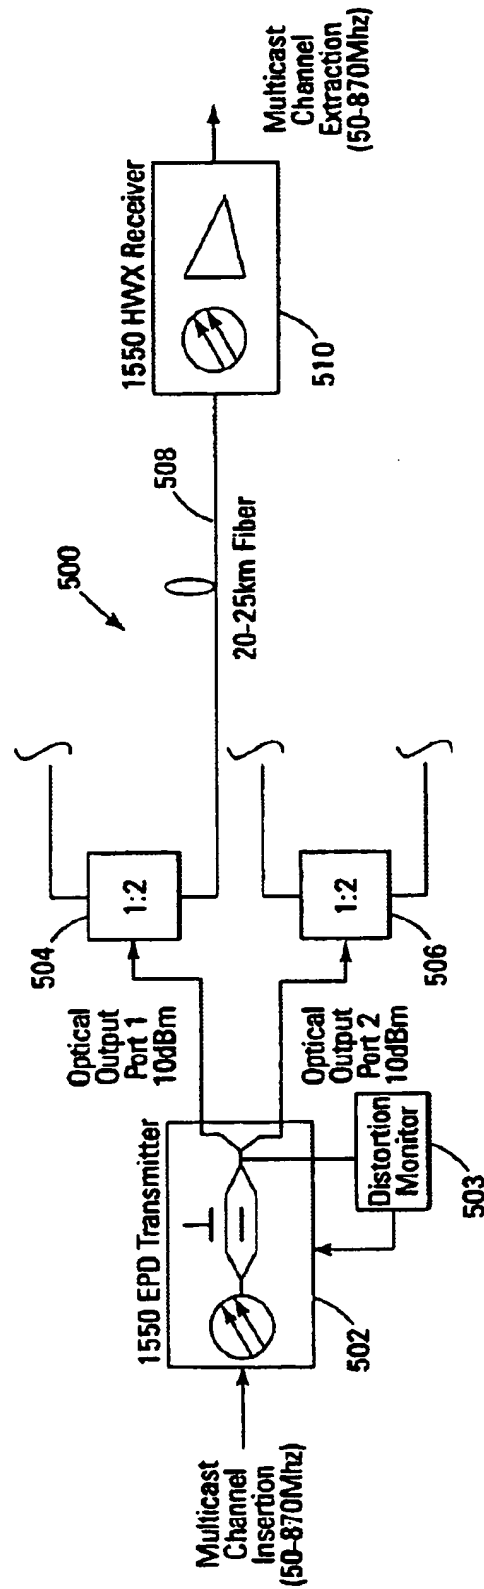 500
Multicast
Channel
Insertion
(50-870Mhz)
1550 EPD Transmitter
502
Distortion
Monitor
503
Optical
Output
Port 1
10dBm
Optical
Output
Port 2
10dBm
504
1:2
1:2
506
508
20-25km Fiber
1550 HWX Receiver
510
Multicast
Channel
Extraction
(50-870Mhz)